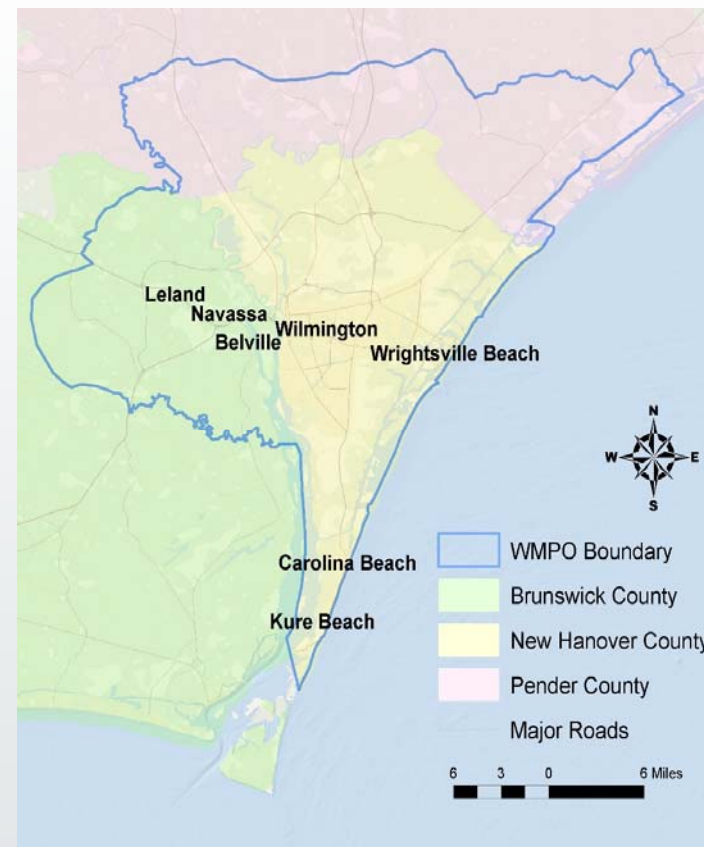 Leland
Navassa
Belville
Wilmington
Wrightsville Beach
N
W E
S
Carolina Beach
Kure Beach
WMPO Boundary
Brunswick County
New Hanover County
Pender County
Major Roads
6 3 0 6 Miles